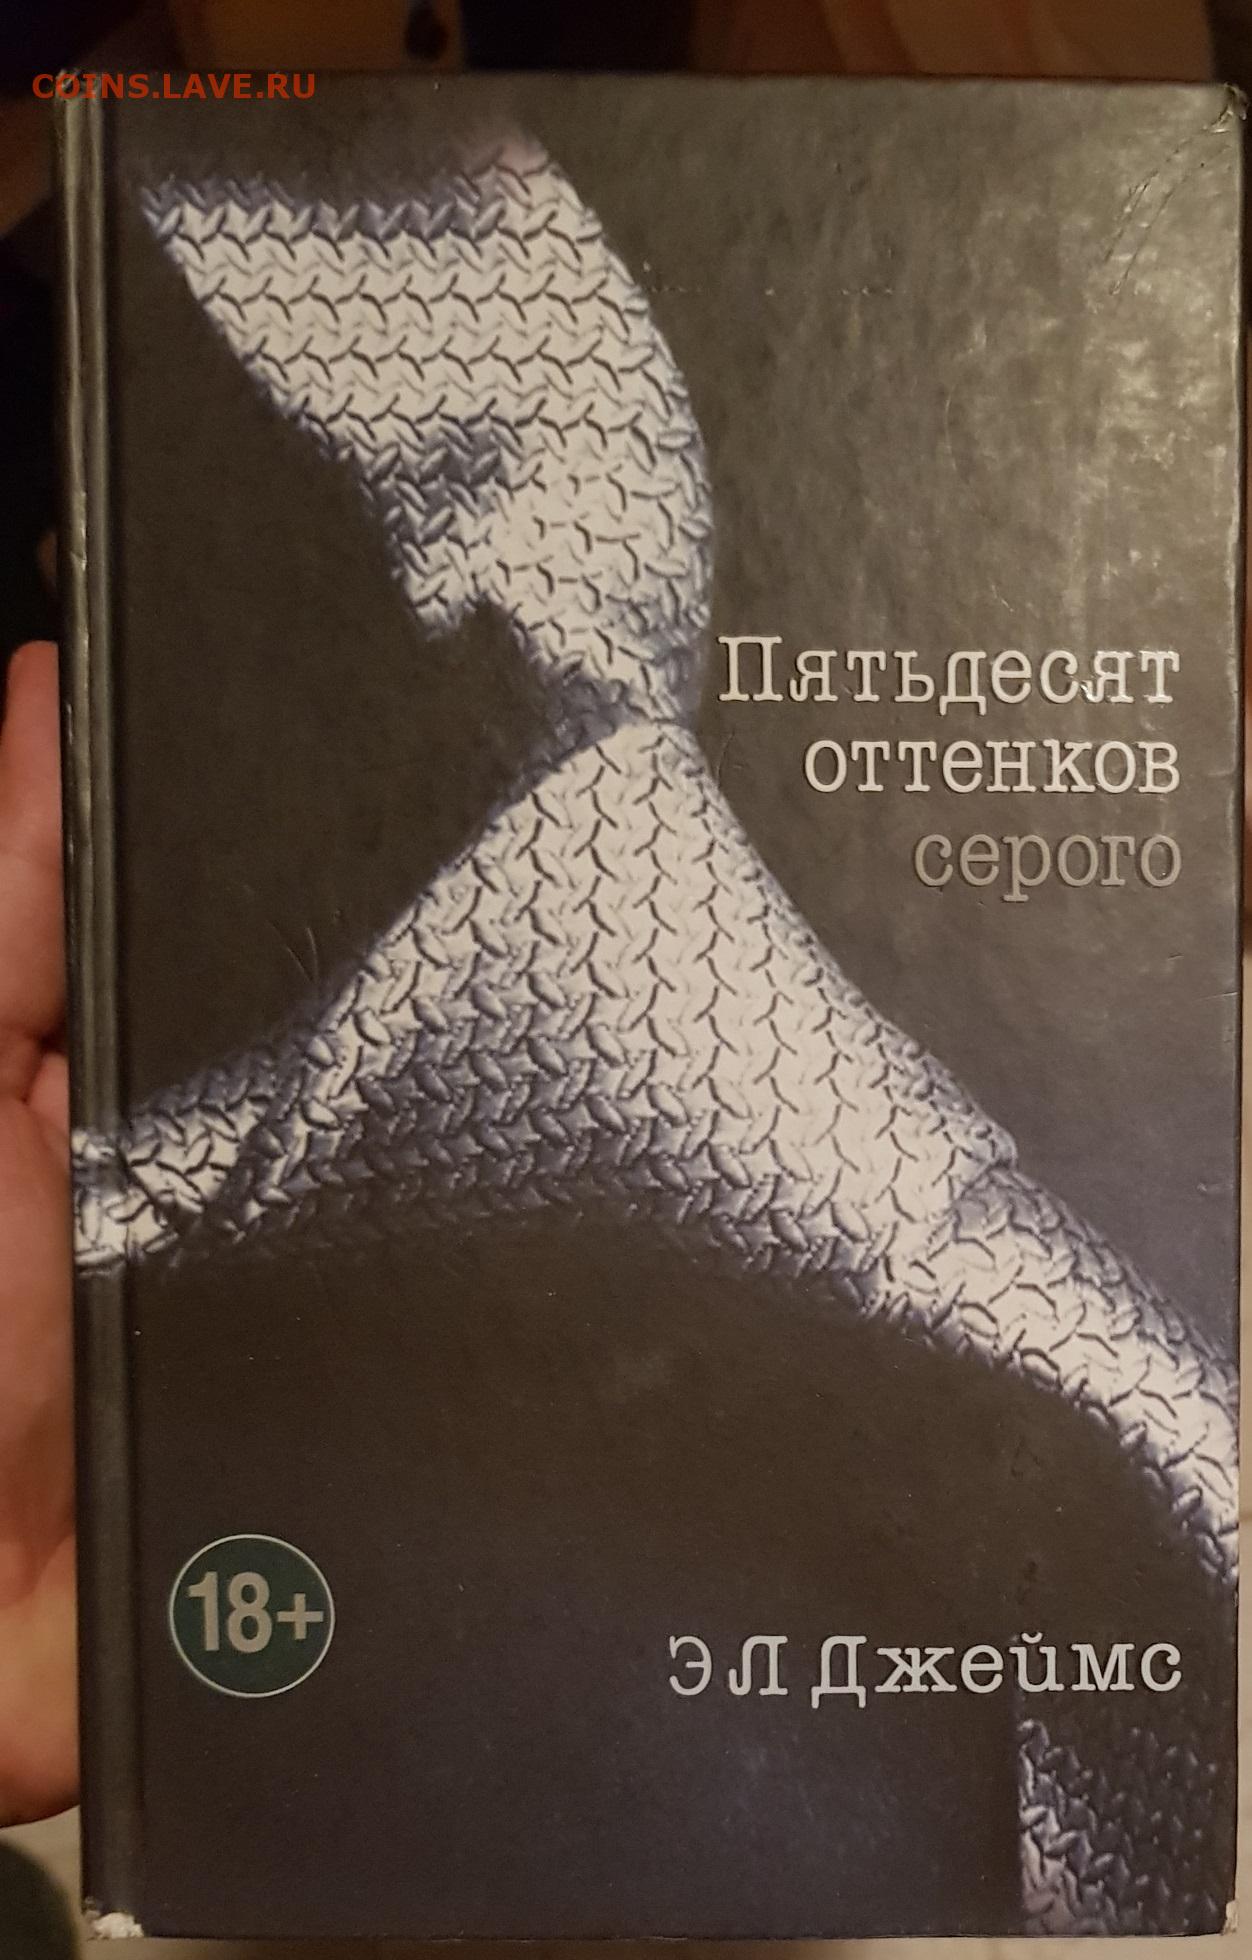 COINS.LAVE.RU
Пятьдесят
оттенков
серого
18+
Э Л Джеймс